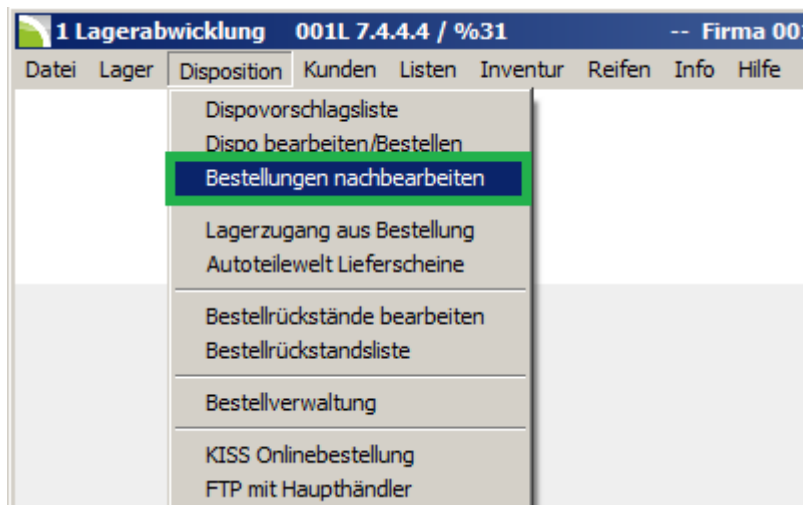 1 Lagerabwicklung 001L 7.4.4.4 / %31 -- Firma 001
Datei Lager Disposition Kunden Listen Inventur Reifen Info Hilfe
Dispovorschlagsliste
Dispo bearbeiten/Bestellen
Bestellungen nachbearbeiten
Lagerzugang aus Bestellung
Autoteilewelt Lieferscheine
Bestellrückstände bearbeiten
Bestellrückstandsliste
Bestellverwaltung
KISS Onlinebestellung
FTP mit Haupthändler